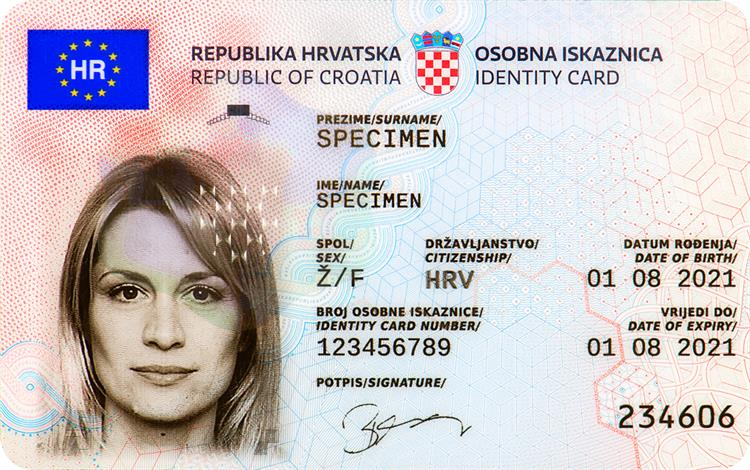 HR
REPUBLIKA HRVATSKA OSOBNA ISKAZNICA
REPUBLIC OF CROATIA IDENTITY CARD
PREZIME/SURNAME/
SPECIMEN
IME/NAME/
SPECIMEN
SPOL/ DRŽAVLJANSTVO/ DATUM ROĐENJA/
SEX/ CITIZENSHIP/ DATE OF BIRTH/
Ž/F HRV 01 08 2021
BROJ OSOBNE ISKAZNICE/ VRIJEDI DO/
IDENTITY CARD NUMBER/ DATE OF EXPIRY/
123456789 01 08 2021
POTPIS/SIGNATURE/
234606